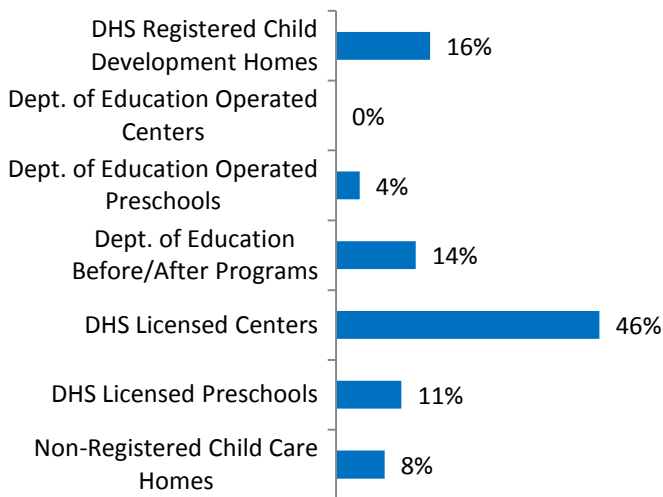 DHS Registered Child
Development Homes
16%
Dept. of Education Operated
Centers
0%
Dept. of Education Operated
Preschools
4%
Dept. of Education
Before/After Programs
14%
DHS Licensed Centers
46%
DHS Licensed Preschools
11%
Non-Registered Child Care
Homes
8%